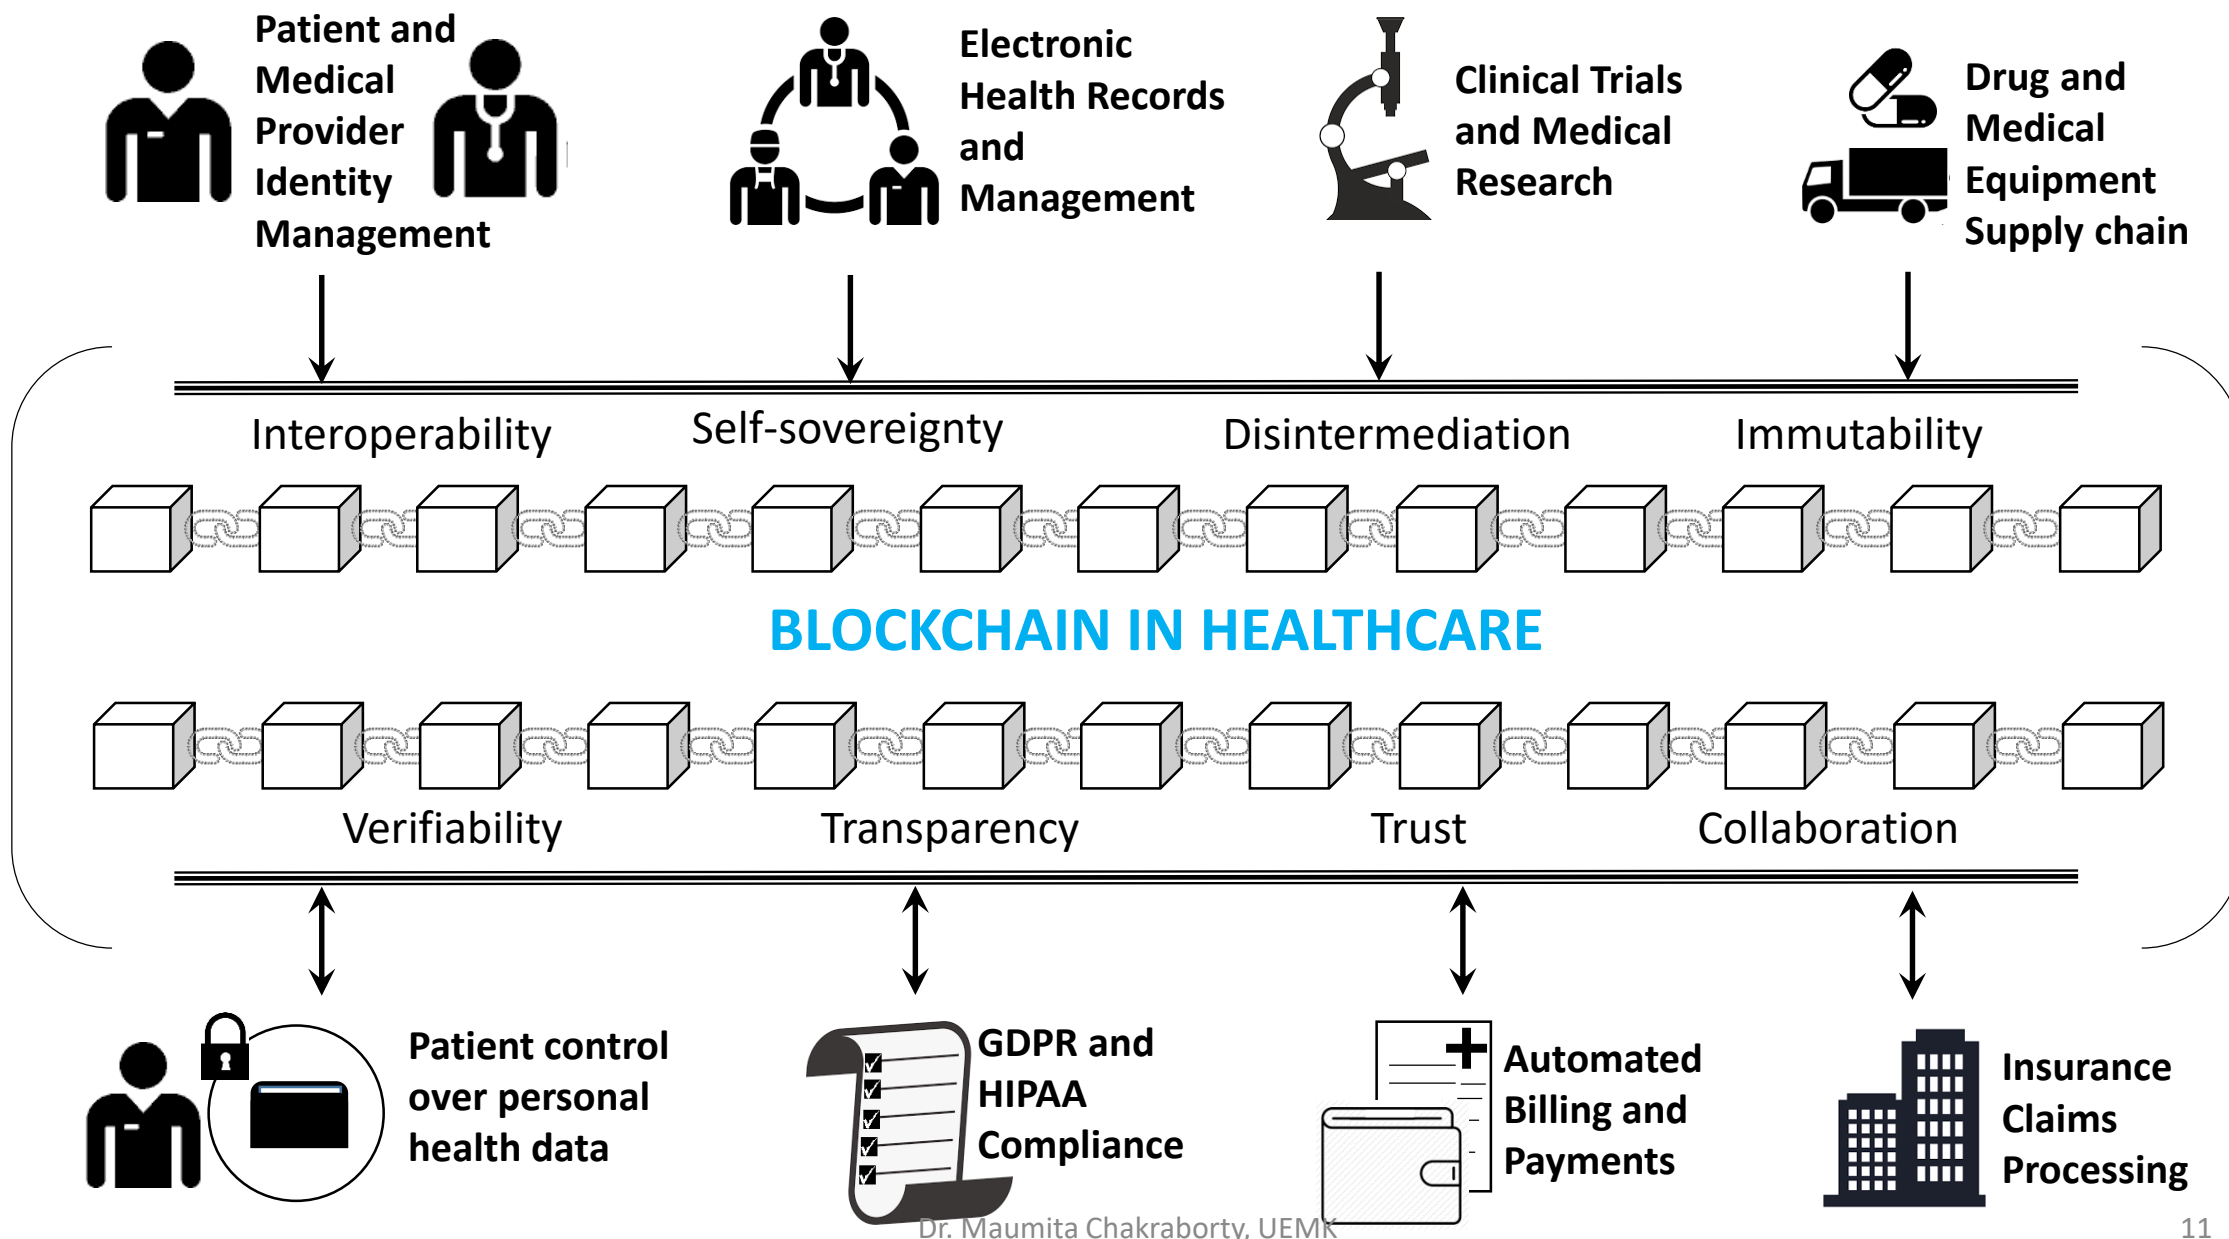 Patient and
Medical
Provider
Identity
Management
Electronic
Health Records
and
Management
Clinical Trials
and Medical
Research
Drug and
Medical
Equipment
Supply chain
Interoperability
Self-sovereignty
Disintermediation
Immutability
BLOCKCHAIN IN HEALTHCARE
Verifiability
Transparency
Trust
Collaboration
Patient control
over personal
health data
GDPR and
HIPAA
Compliance
Automated
Billing and
Payments
Insurance
Claims
Processing
Dr. Maumita Chakraborty, UEMK
11